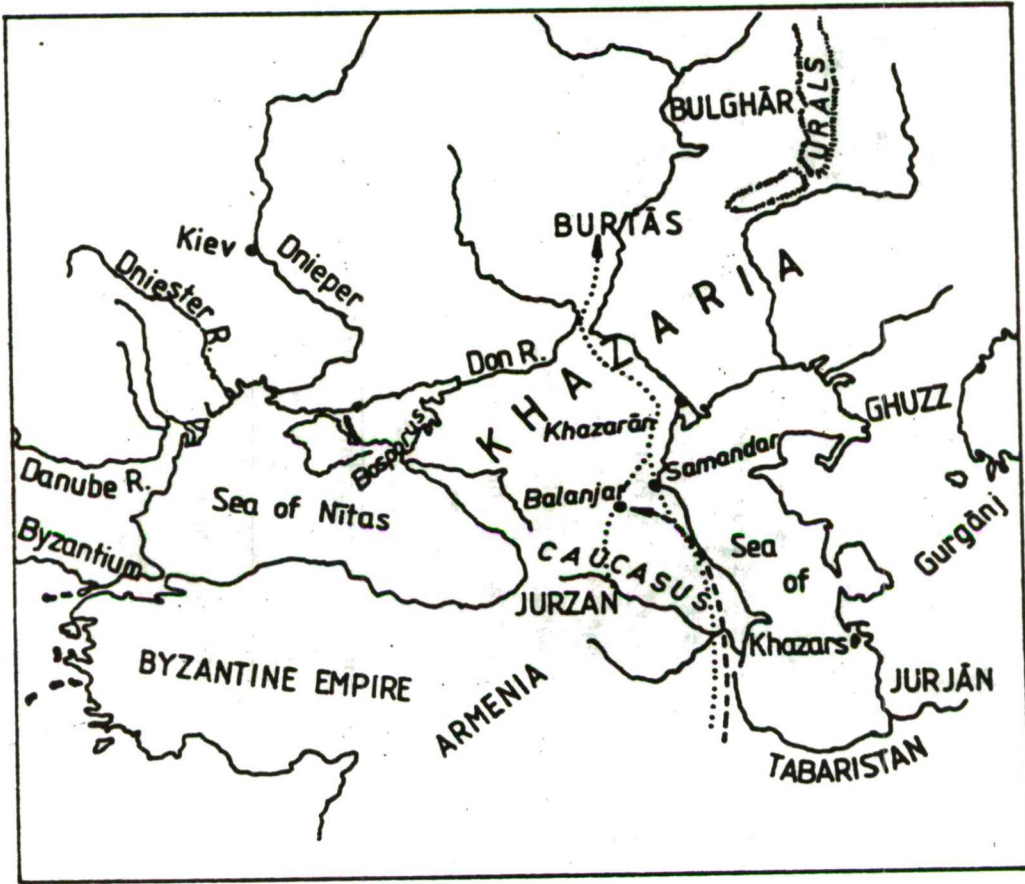 BULGHĀR
URALS
BURTĀS
Kiev
Dnieper
Dniester R.
KHAZARIA
Don R.
GHUZZ
Bosporus
Khazarān
Samandar
Danube R.
Sea of Nītas
Balanjar
Gurgānj
Byzantium
CAUCASUS
Sea
of
Khazars
JURZAN
BYZANTINE EMPIRE
ARMENIA
JURJĀN
TABARISTAN